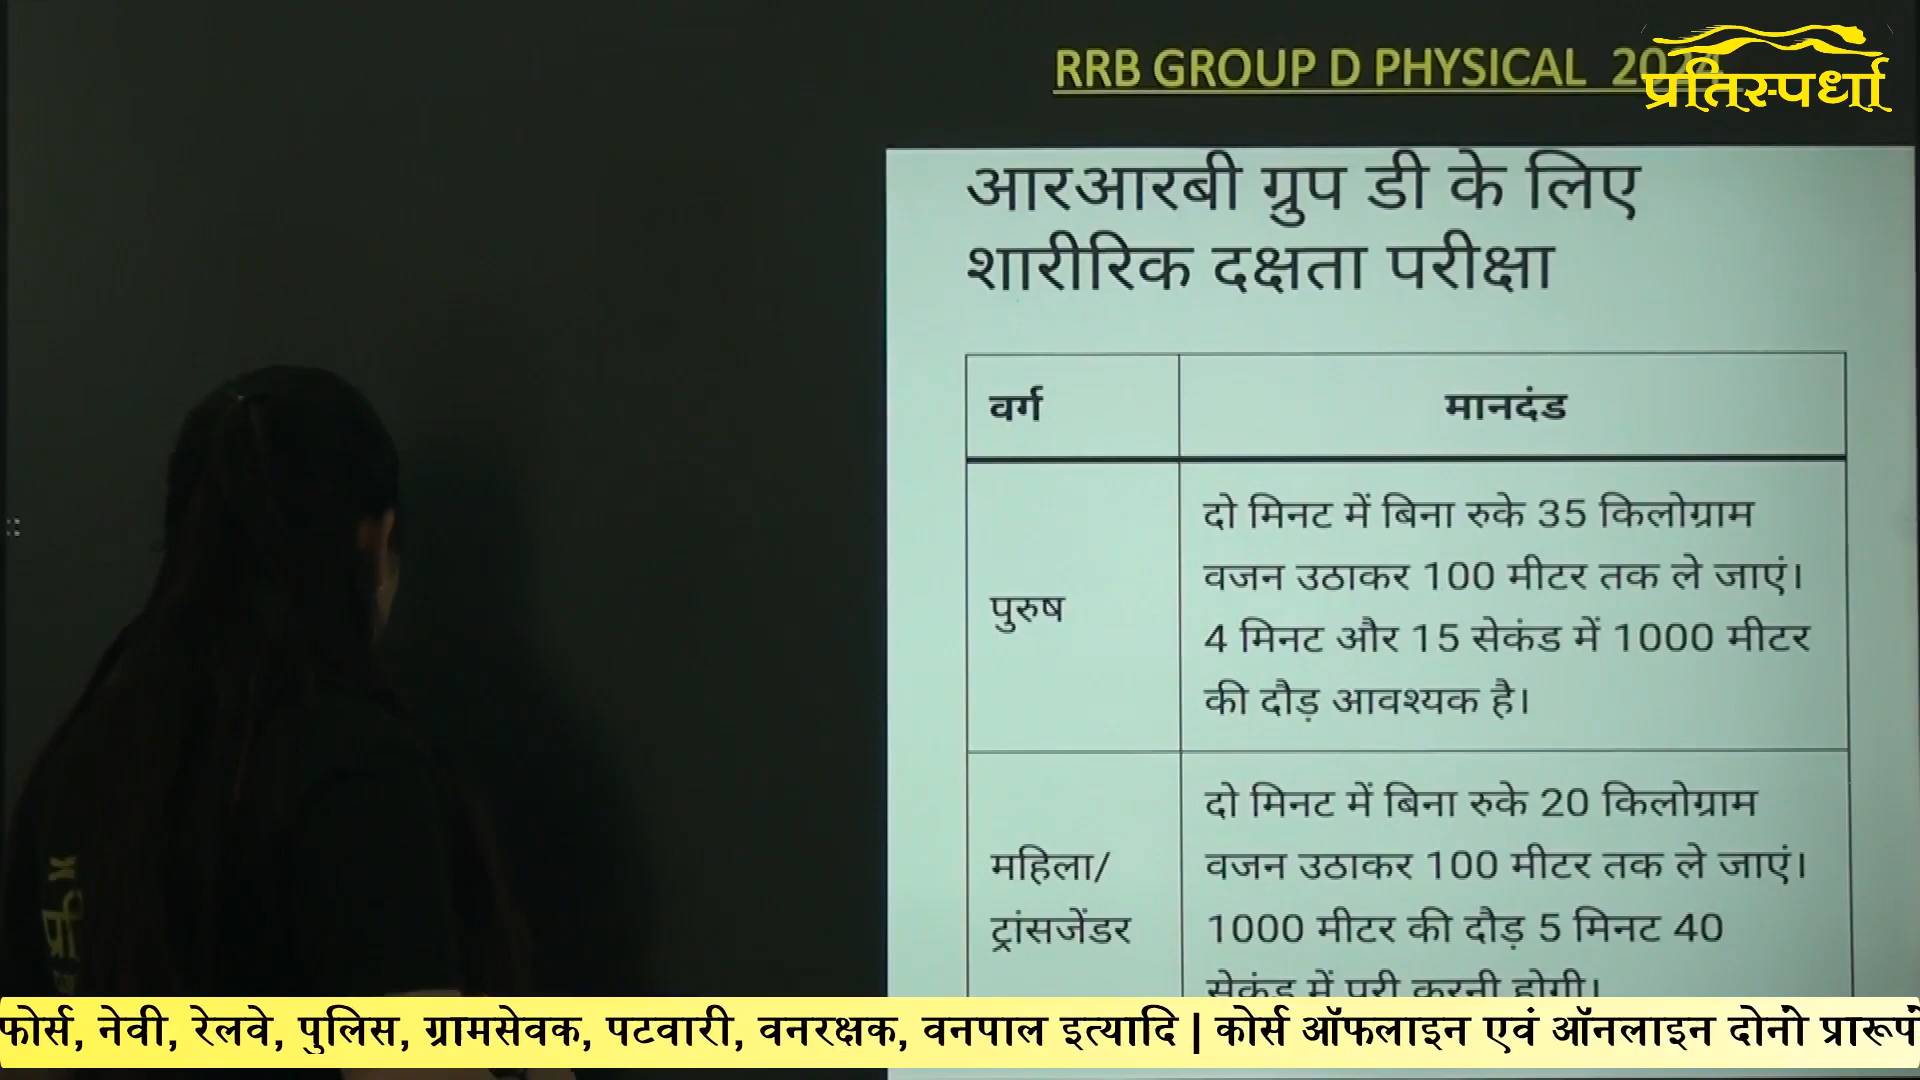 RRB GROUP D PHYSICAL
प्रतिस्पर्धा
आरआरबी ग्रुप डी के लिए
शारीरिक दक्षता परीक्षा
वर्ग
मानदंड
पुरुष
दो मिनट में बिना रुके 35 किलोग्राम
वजन उठाकर 100 मीटर तक ले जाएं।
4 मिनट और 15 सेकंड में 1000 मीटर
की दौड़ आवश्यक है।
महिला/
ट्रांसजेंडर
दो मिनट में बिना रुके 20 किलोग्राम
वजन उठाकर 100 मीटर तक ले जाएं।
1000 मीटर की दौड़ 5 मिनट 40
सेकंड में पूरी करनी होगी।
फोर्स, नेवी, रेलवे, पुलिस, ग्रामसेवक, पटवारी, वनरक्षक, वनपाल इत्यादि | कोर्स ऑफलाइन एवं ऑनलाइन दोनों